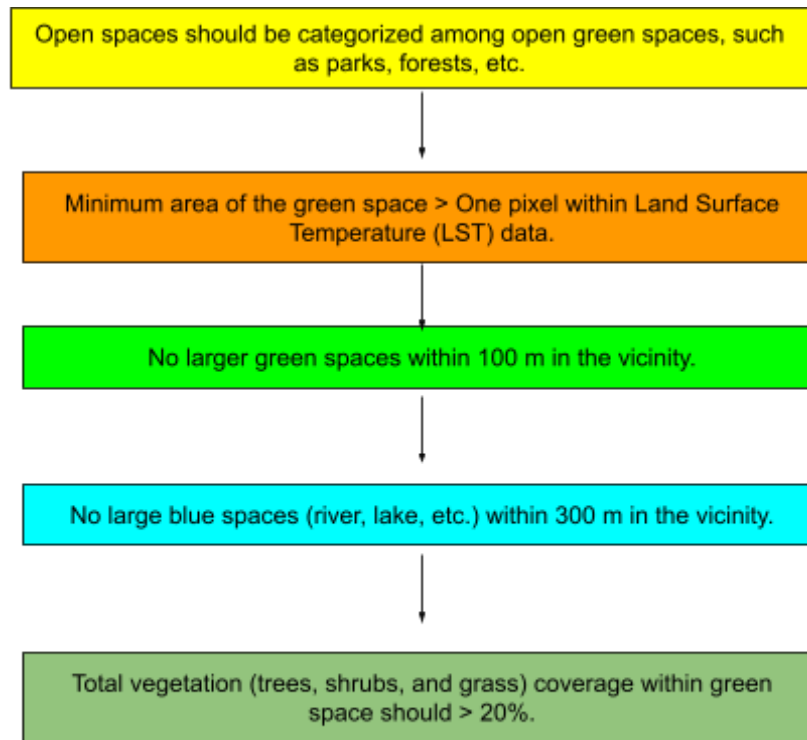 Open spaces should be categorized among open green spaces, such
as parks, forests, etc.
Minimum area of the green space > One pixel within Land Surface
Temperature (LST) data.
No larger green spaces within 100 m in the vicinity.
No large blue spaces (river, lake, etc.) within 300 m in the vicinity.
Total vegetation (trees, shrubs, and grass) coverage within green
space should > 20%.